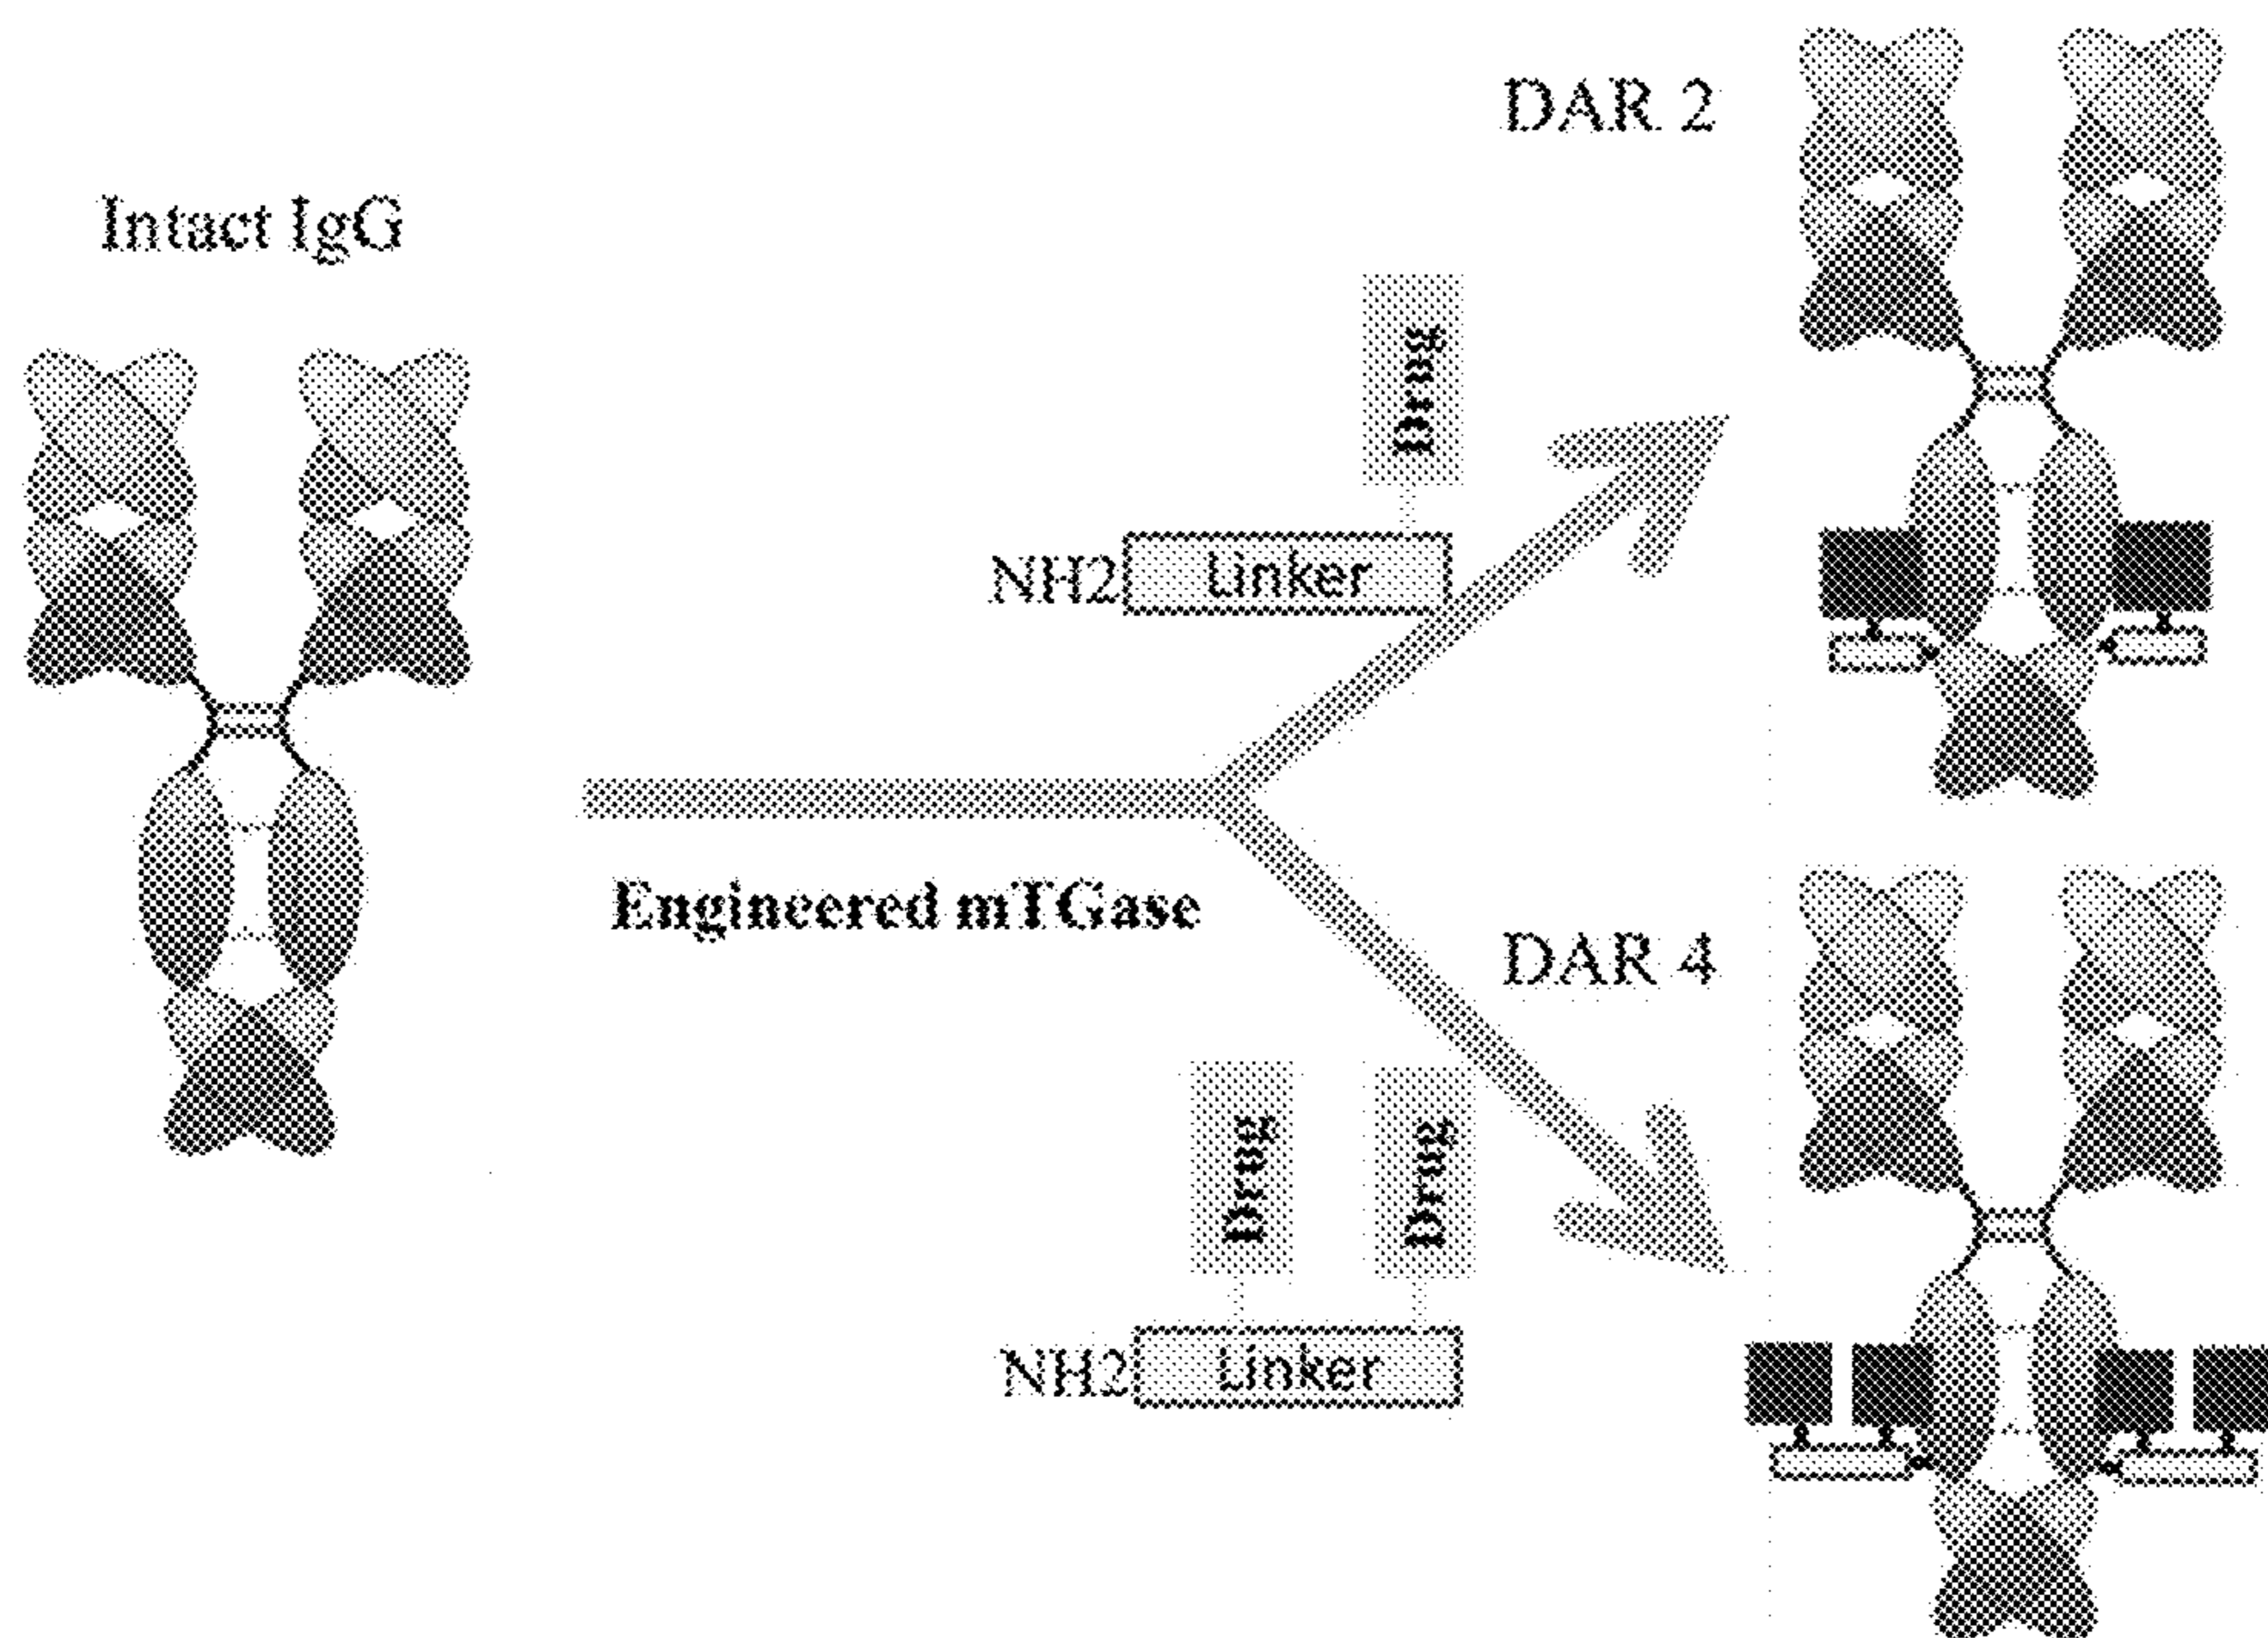 DAR 2
Intact IgG
Drug
NH2 Linker
Engineered mTGase
DAR 4
Drug Drug
NH2 Linker